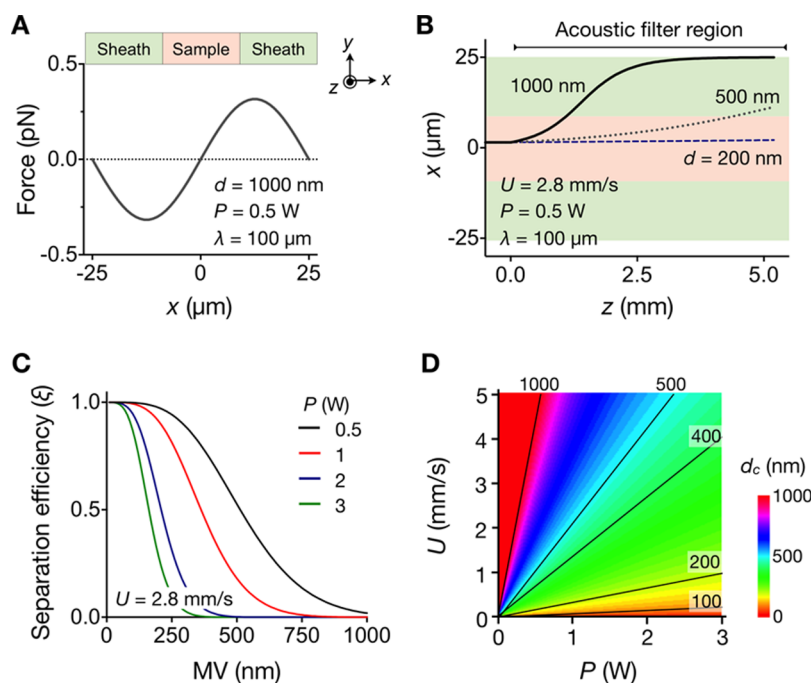 A
Sheath Sample Sheath
y
z x
0.5
0.0
-0.5
Force (pN)
d = 1000 nm
P = 0.5 W
λ = 100 µm
-25 0 25
x (µm)
B
Acoustic filter region
25
0
-25
x (µm)
1000 nm
500 nm
d = 200 nm
U = 2.8 mm/s
P = 0.5 W
λ = 100 µm
0.0 2.5 5.0
z (mm)
C
Separation efficiency (ξ)
1.0
0.5
0.0
P (W)
0.5
1
2
3
U = 2.8 mm/s
0 250 500 750 1000
MV (nm)
D
1000 500
400
200
100
5
4
3
2
1
0
U (mm/s)
0 1 2 3
P (W)
dc (nm)
1000
500
0